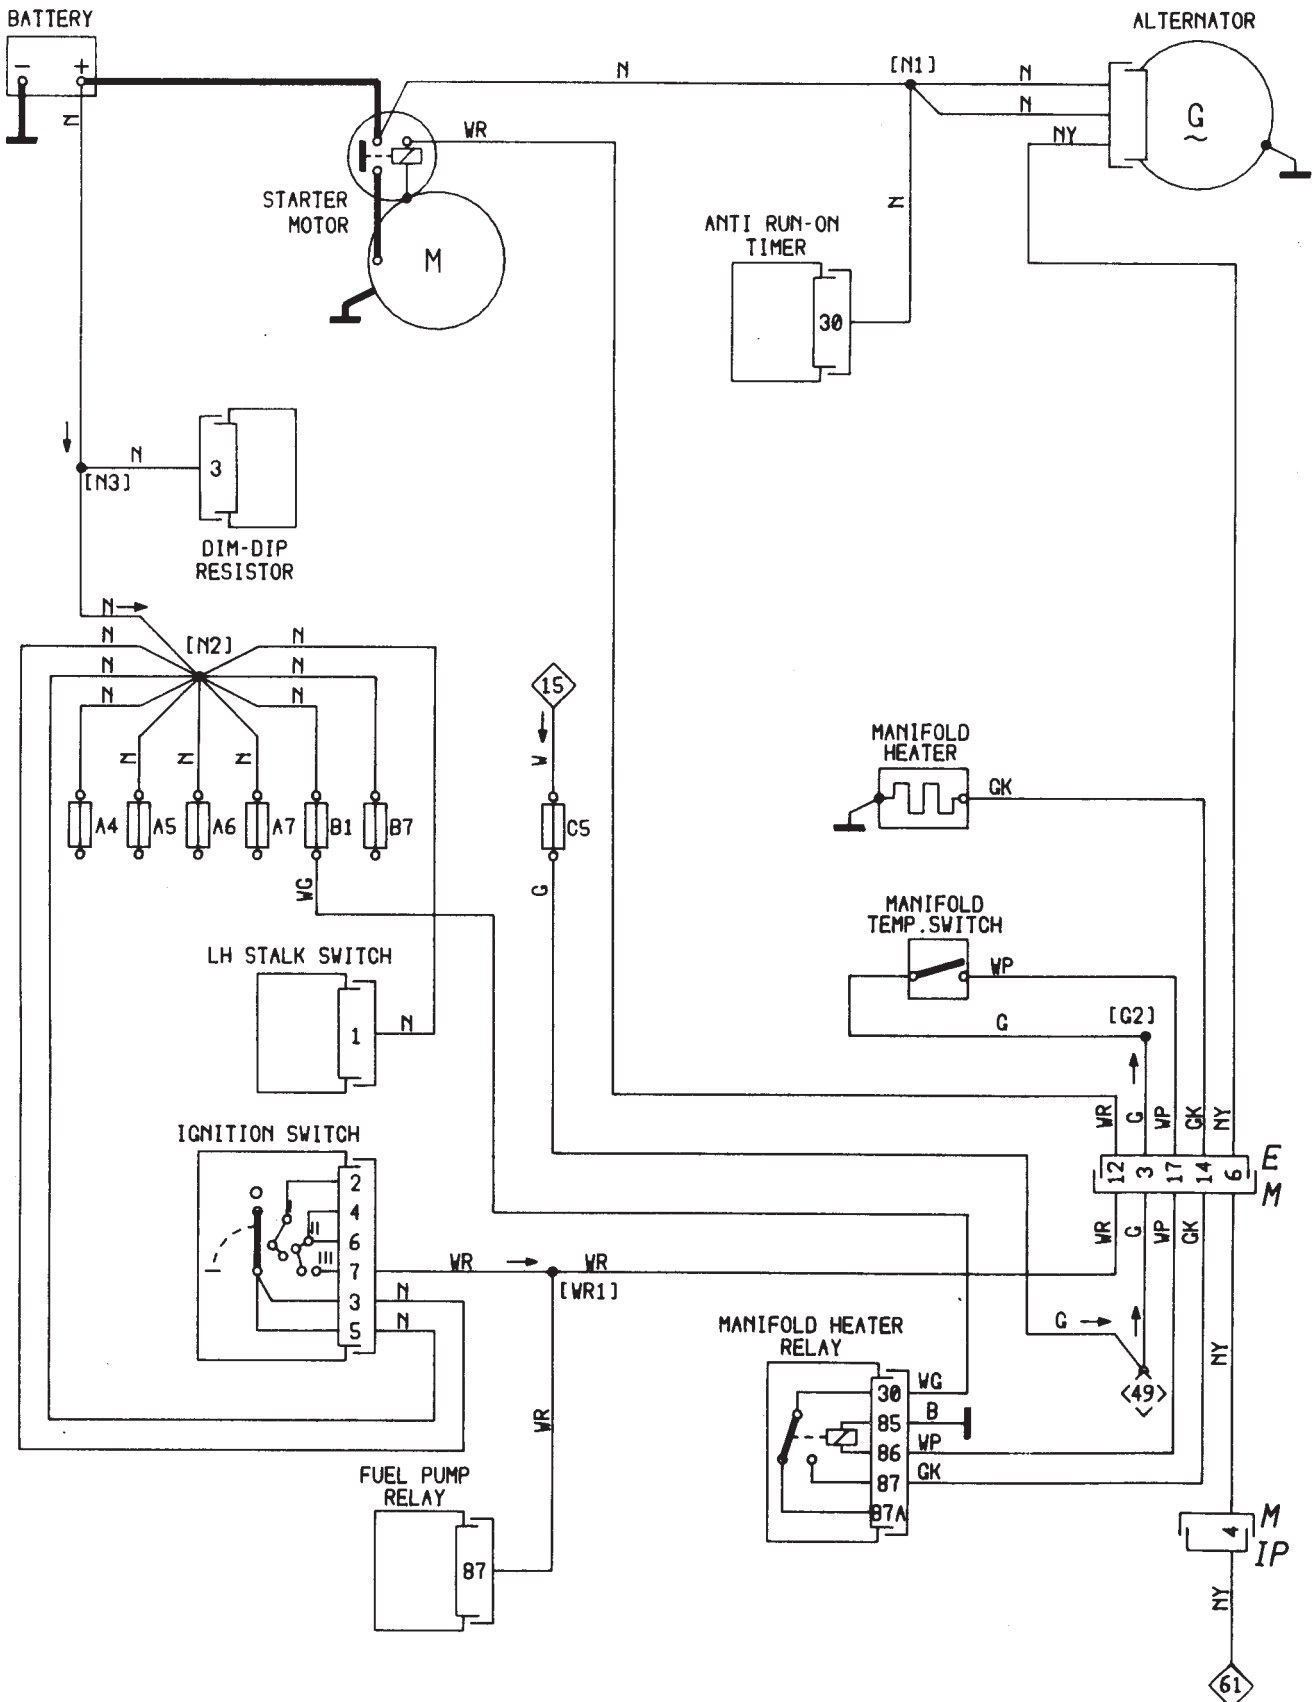 BATTERY
ALTERNATOR
- +
N
[N1]
N
N
NY
G
~
N
WR
STARTER
MOTOR
M
N
ANTI RUN-ON
TIMER
30
N
3
[N3]
DIM-DIP
RESISTOR
N
N
[N2]
N
N
N
N
N
N
N
N
15
W
MANIFOLD
HEATER
GK
A4
A5
A6
A7
B1
B7
C5
WG
G
MANIFOLD
TEMP.SWITCH
WP
LH STALK SWITCH
1
N
G
[G2]
WR
G
WP
GK
NY
IGNITION SWITCH
12
3
17
14
6
E
M
2
4
6
7
3
5
I
II
III
WR
WR
[WR1]
N
N
WR
G
WP
GK
MANIFOLD HEATER
RELAY
G
NY
<49>
30
85
86
87
87A
WG
B
WP
GK
WR
FUEL PUMP
RELAY
87
4
M
IP
NY
61